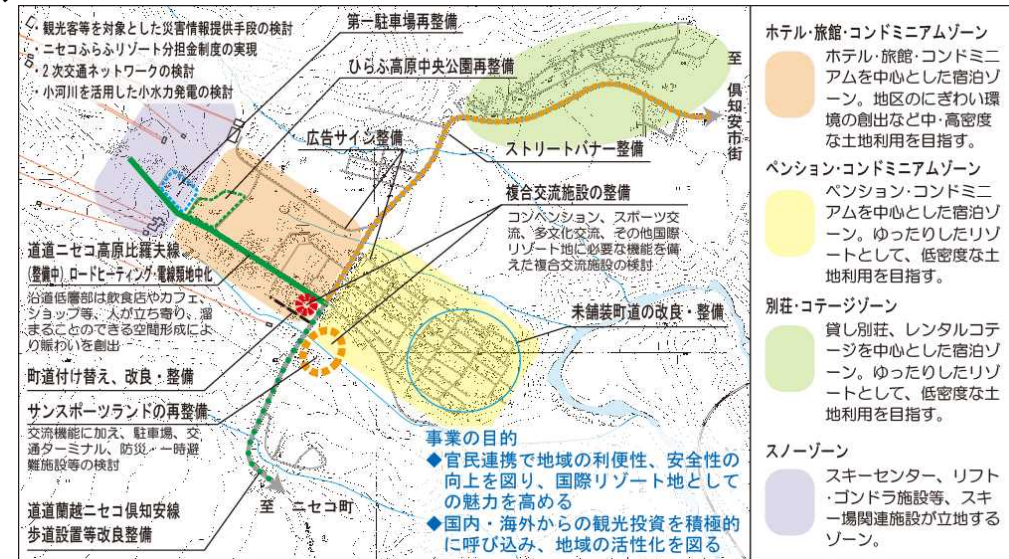 ・観光客等を対象とした災害情報提供手段の検討
・ニセコふらふリゾート分担金制度の実現
・2次交通ネットワークの検討
・小河川を活用した小水力発電の検討
第一駐車場再整備
ひらふ高原中央公園再整備
広告サイン整備
ストリートバナー整備
至 倶知安市街
複合交流施設の整備
コンベンション、スポーツ交
流、多文化交流、その他国際
リゾート地に必要な機能を備
えた複合交流施設の検討
道道ニセコ高原比羅夫線
(整備中) ロードヒーティング・電線類地中化
沿道低層部は飲食店やカフェ、
ショップ等、人が立ち寄り、溜
まることのできる空間形成によ
り賑わいを創出
未舗装町道の改良・整備
町道付け替え、改良・整備
サンスポーツランドの再整備
交流機能に加え、駐車場、交
通ターミナル、防災・一時避
難施設等の検討
道道蘭越ニセコ倶知安線
歩道設置等改良整備
至 ニセコ町
事業の目的
◆官民連携で地域の利便性、安全性の
向上を図り、国際リゾート地として
の魅力を高める
◆国内・海外からの観光投資を積極的
に呼び込み、地域の活性化を図る
ホテル・旅館・コンドミニアムゾーン
ホテル・旅館・コンドミニ
アムを中心とした宿泊ゾ
ーン。地区のにぎわい環
境の創出など中・高密度
な土地利用を目指す。
ペンション・コンドミニアムゾーン
ペンション・コンドミニ
アムを中心とした宿泊ゾ
ーン。ゆったりしたリゾ
ートとして、低密度な土
地利用を目指す。
別荘・コテージゾーン
貸し別荘、レンタルコテ
ージを中心とした宿泊ゾ
ーン。ゆったりしたリゾ
ートとして、低密度な土
地利用を目指す。
スノーゾーン
スキーセンター、リフト
・ゴンドラ施設等、スキ
ー場関連施設が立地する
ゾーン。